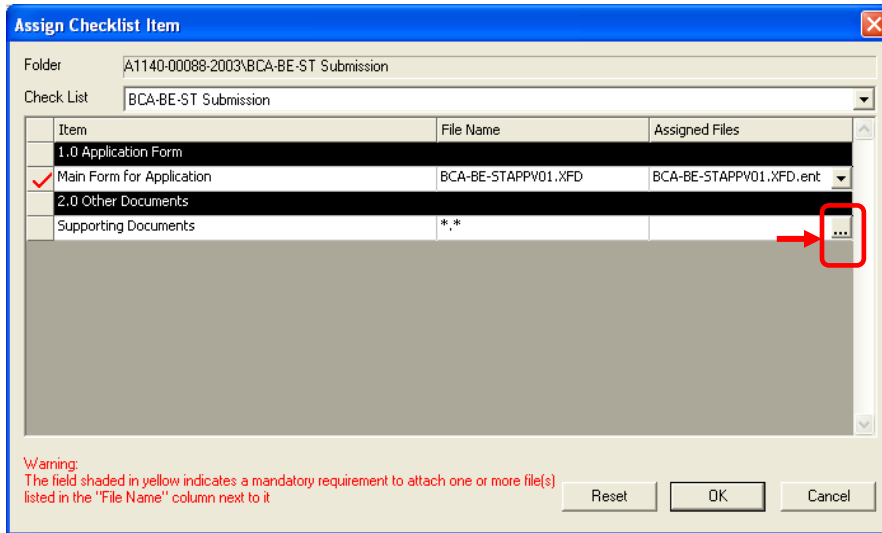 Assign Checklist Item
Folder A1140-00088-2003\BCA-BE-ST Submission
Check List BCA-BE-ST Submission
Item File Name Assigned Files
1.0 Application Form
Main Form for Application BCA-BE-STAPPV01.XFD BCA-BE-STAPPV01.XFD.ent
2.0 Other Documents
Supporting Documents *.* ...
Warning:
The field shaded in yellow indicates a mandatory requirement to attach one or more file(s)
listed in the "File Name" column next to it
Reset OK Cancel